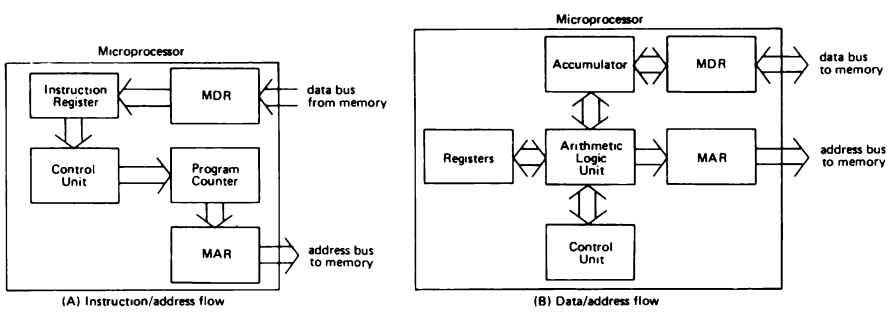 Microprocessor
Instruction
Register
MDR
data bus
from memory
Control
Unit
Program
Counter
MAR
address bus
to memory
(A) Instruction/address flow
Microprocessor
Accumulator
MDR
data bus
to memory
Registers
Arithmetic
Logic
Unit
MAR
address bus
to memory
Control
Unit
(B) Data/address flow